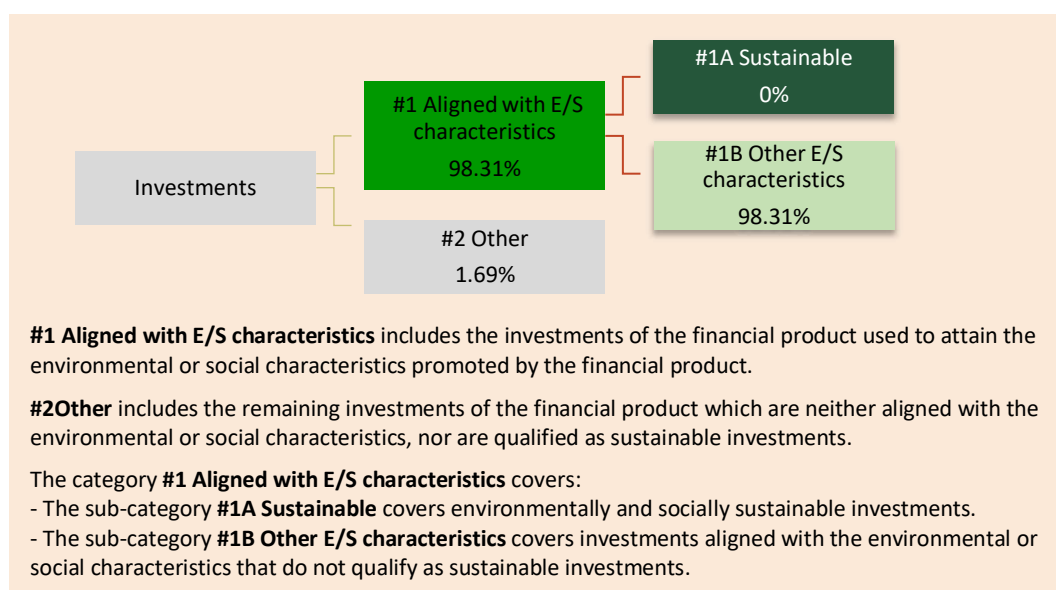 #1A Sustainable
0%
#1 Aligned with E/S
characteristics
98.31%
#1B Other E/S
characteristics
98.31%
Investments
#2 Other
1.69%
#1 Aligned with E/S characteristics includes the investments of the financial product used to attain the
environmental or social characteristics promoted by the financial product.
#2Other includes the remaining investments of the financial product which are neither aligned with the
environmental or social characteristics, nor are qualified as sustainable investments.
The category #1 Aligned with E/S characteristics covers:
- The sub-category #1A Sustainable covers environmentally and socially sustainable investments.
- The sub-category #1B Other E/S characteristics covers investments aligned with the environmental or
social characteristics that do not qualify as sustainable investments.